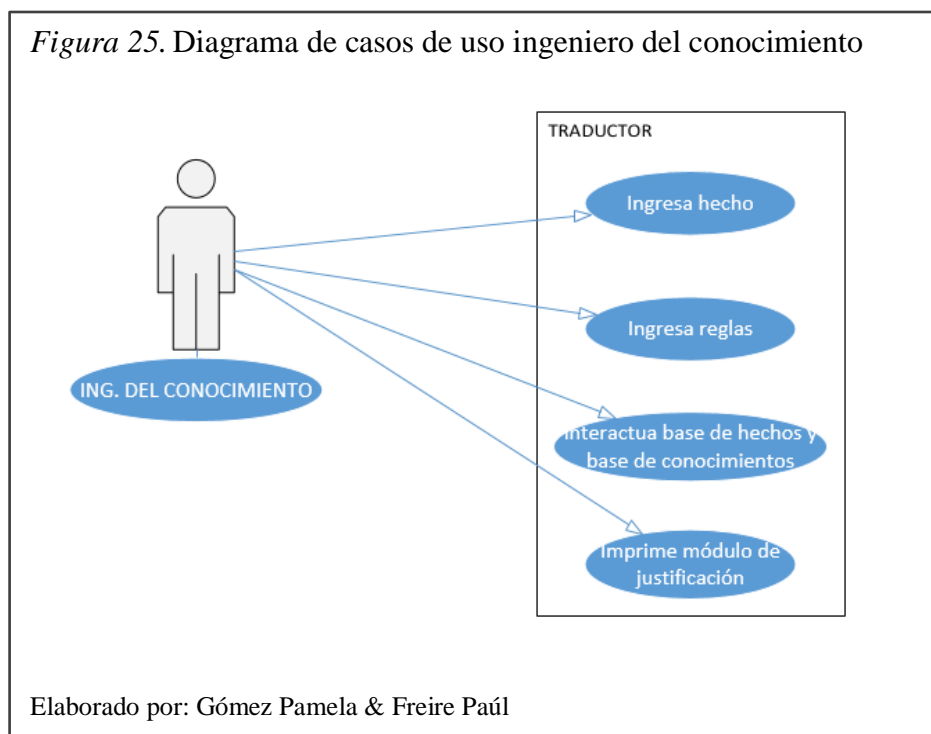 Figura 25. Diagrama de casos de uso ingeniero del conocimiento
TRADUCTOR
Ingresa hecho
Ingresa reglas
ING. DEL CONOCIMIENTO
Interactua base de hechos y
base de conocimientos
Imprime módulo de
justificación
Elaborado por: Gómez Pamela & Freire Paúl